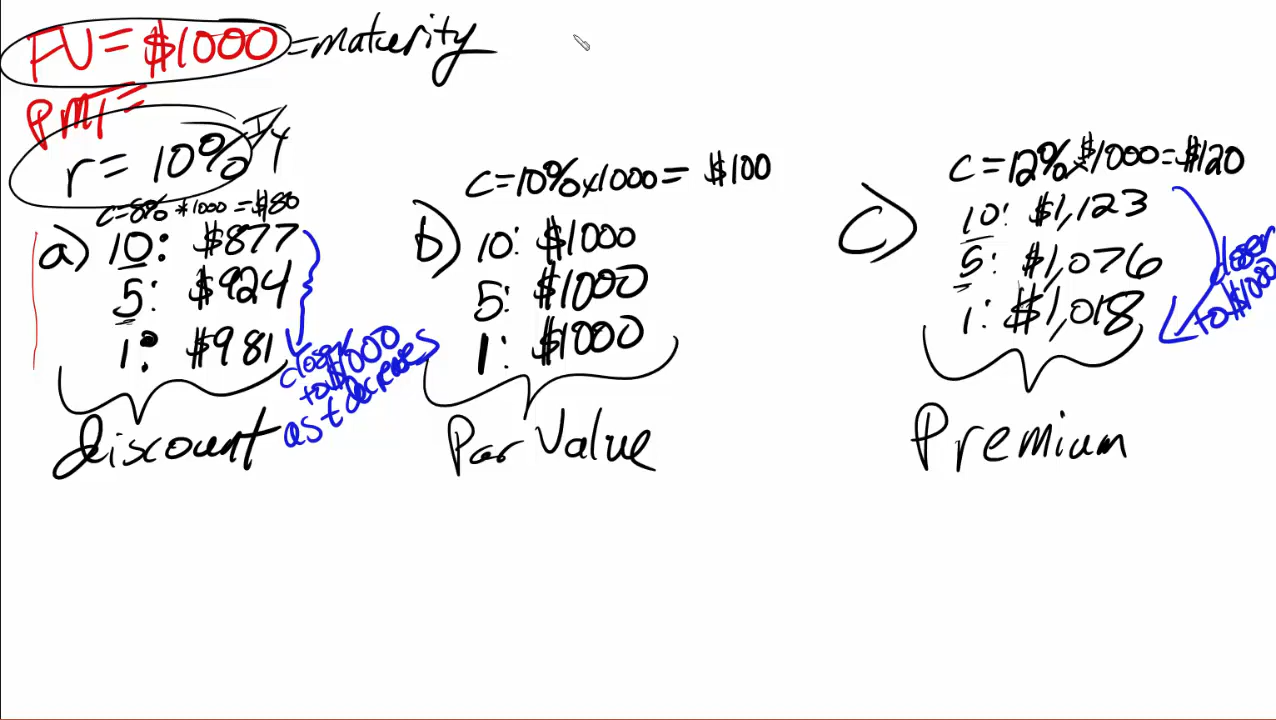 FV = $1000 = maturity
PMT =
r = 10% IY
c=8% *1000 = $80
a) 10: $877
5: $924
1: $981
closer
to $1000
as t decreases
discount
c=10%x1000= $100
b) 10: $1000
5: $1000
1: $1000
Par Value
c=12%x$1000=$120
c) 10: $1,123
5: $1,076
1: $1,018
closer
to $1000
Premium